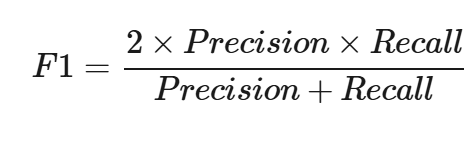 F1 = 2 × Precision × Recall
Precision + Recall